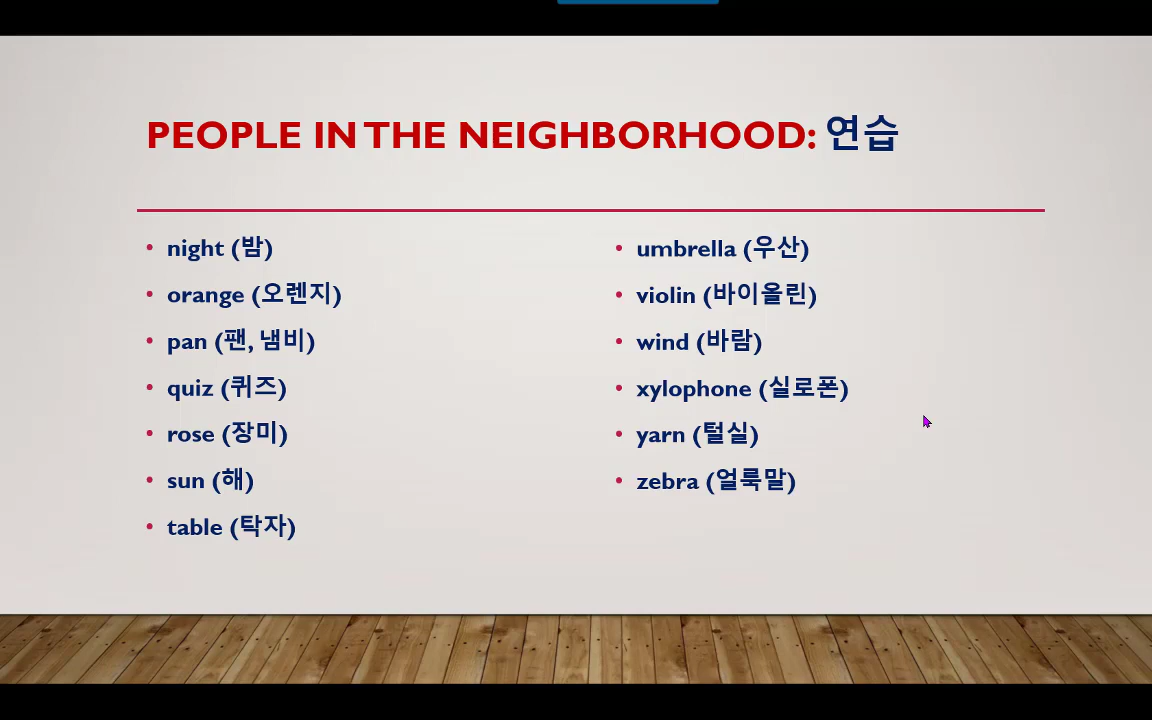 PEOPLE IN THE NEIGHBORHOOD: 연습
• night (밤)
• orange (오렌지)
• pan (팬, 냄비)
• quiz (퀴즈)
• rose (장미)
• sun (해)
• table (탁자)
• umbrella (우산)
• violin (바이올린)
• wind (바람)
• xylophone (실로폰)
• yarn (털실)
• zebra (얼룩말)